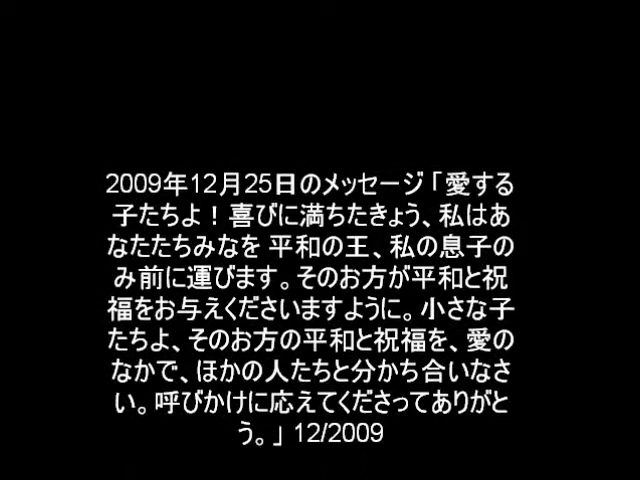 2009年12月25日のメッセージ「愛する
子たちよ！喜びに満ちたきょう、私はあ
なたたちみなを 平和の王、私の息子の
み前に運びます。そのお方が平和と祝
福をお与えくださいますように。小さな子
たちよ、そのお方の平和と祝福を、愛の
なかで、ほかの人たちと分かち合いなさ
い。呼びかけに応えてくださってありがと
う。」 12/2009